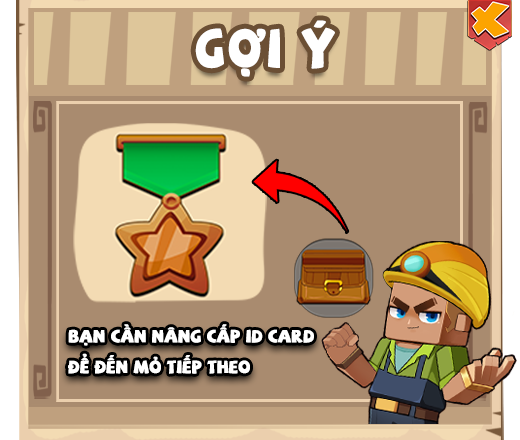 GỢI Ý
BẠN CẦN NÂNG CẤP ID CARD
ĐỂ ĐẾN MỎ TIẾP THEO